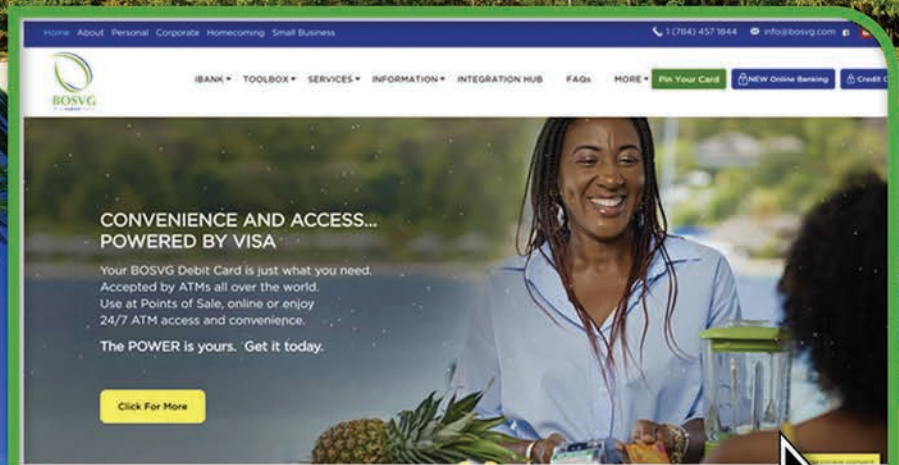 Home About Personal Corporate Homecoming Small Business
1 (784) 457 1844 info@bosvg.com
BOSVG
IBANK TOOLBOX SERVICES INFORMATION INTEGRATION HUB FAQs MORE Pin Your Card NEW Online Banking Credit
CONVENIENCE AND ACCESS...
POWERED BY VISA
Your BOSVG Debit Card is just what you need.
Accepted by ATMs all over the world.
Use at Points of Sale, online or enjoy
24/7 ATM access and convenience.
The POWER is yours. Get it today.
Click For More